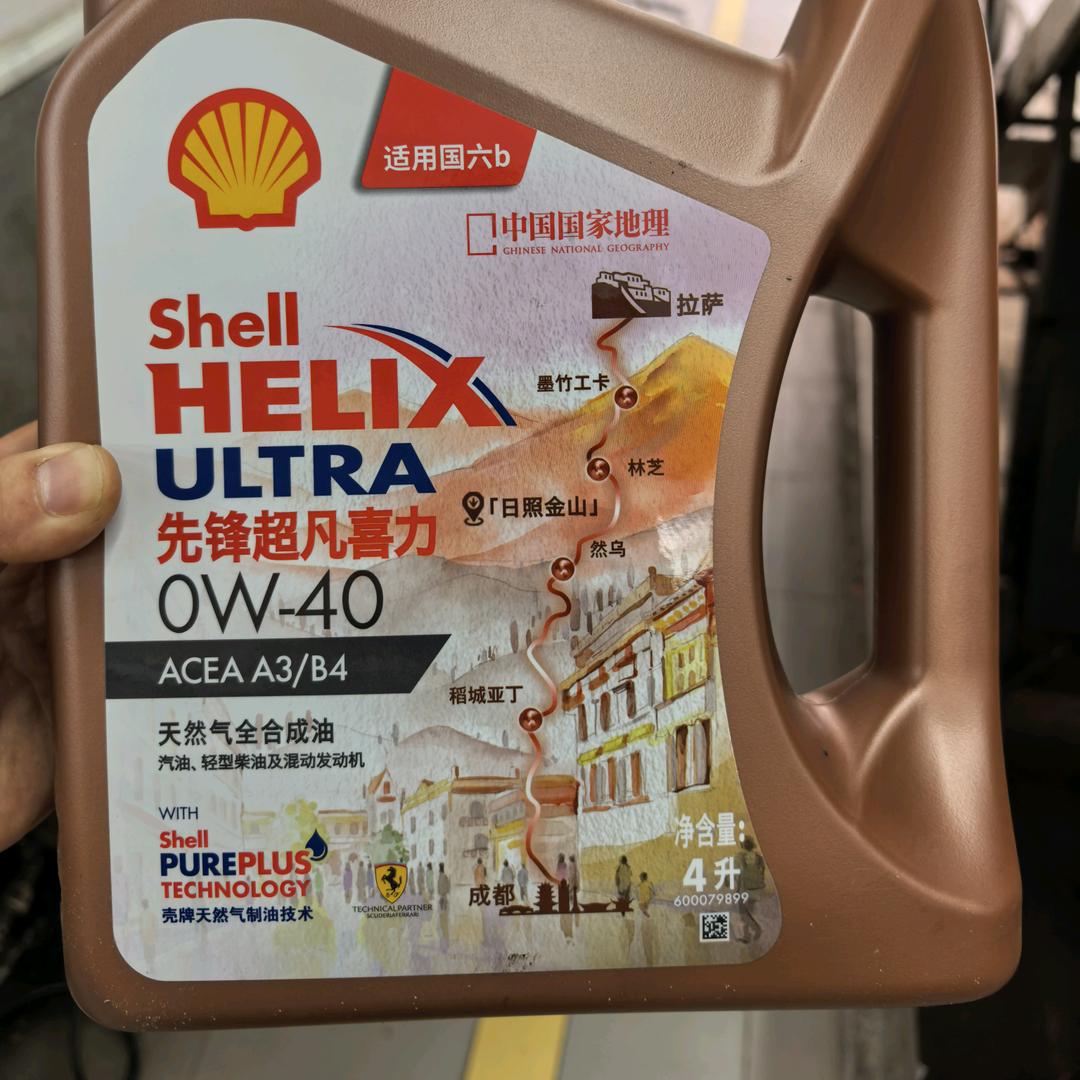 适用国六b
中国国家地理
CHINESE NATIONAL GEOGRAPHY
拉萨
Shell
HELIX
ULTRA
先锋超凡喜力
0W-40
ACEA A3/B4
天然气全合成油
汽油、轻型柴油及混动发动机
墨竹工卡
林芝
「日照金山」
然乌
稻城亚丁
成都
WITH
Shell
PUREPLUS
TECHNOLOGY
壳牌天然气制油技术
TECHNICAL PARTNER
SCUDERIA FERRARI
净含量:
4升
600079899